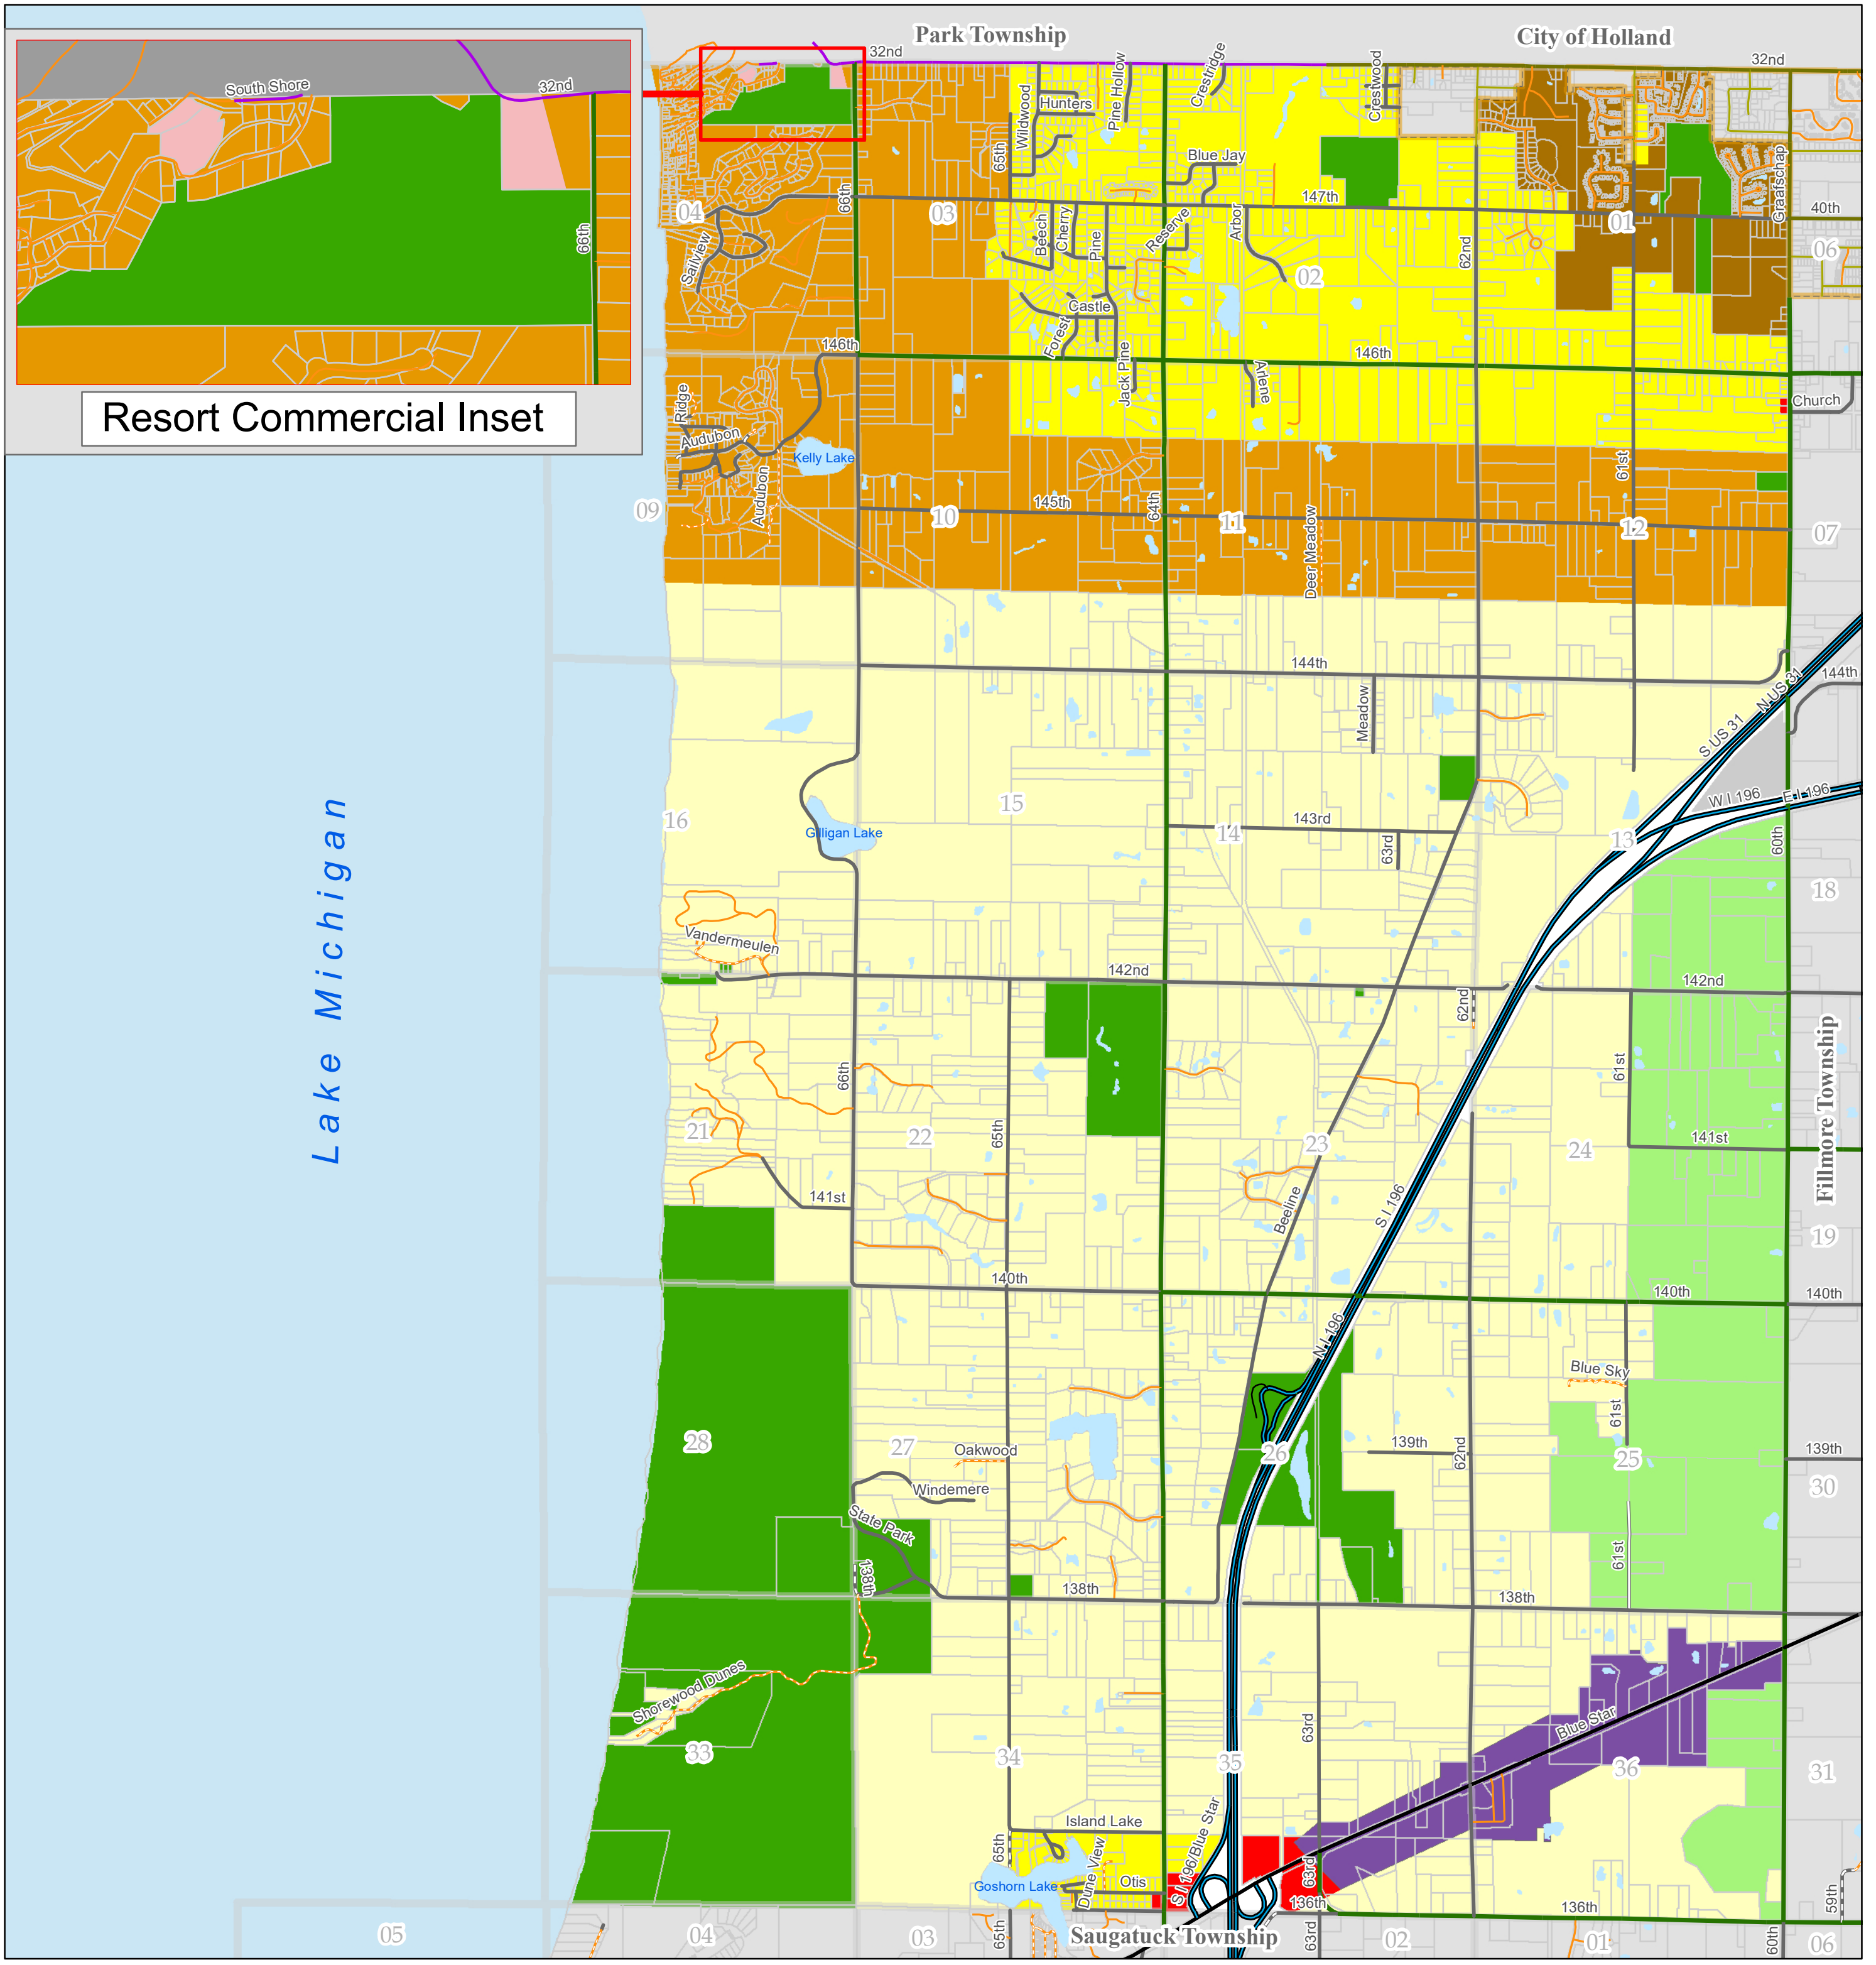 Park Township
City of Holland
32nd
32nd
South Shore
32nd
66th
Resort Commercial Inset
Wildwood
Hunters
Pine Hollow
Crestridge
Crestwood
65th
Blue Jay
147th
66th
04
03
Beech
Cherry
Pine
Reserve
Arbor
02
62nd
01
Grafschap
40th
06
Sailview
Castle
Forest
146th
146th
Jack Pine
Arlene
Church
Ridge
Audubon
Kelly Lake
Audubon
09
10
145th
64th
11
Deer Meadow
61st
12
07
144th
N US 31
S US 31
144th
Meadow
Lake Michigan
16
15
Gilligan Lake
14
143rd
63rd
13
W I 196
E I 196
60th
18
Vandermeulen
142nd
62nd
142nd
Fillmore Township
66th
61st
21
22
65th
23
24
141st
141st
Beeline
S I 196
19
140th
140th
140th
N I 196
Blue Sky
61st
28
27
Oakwood
26
139th
62nd
25
139th
30
Windemere
State Park
138th
138th
61st
138th
Shorewood Dunes
33
34
35
63rd
Blue Star
36
31
Island Lake
65th
Dune View
S I 196/Blue Star
63rd
Goshorn Lake
Otis
136th
136th
59th
05
04
03
65th
Saugatuck Township
63rd
02
01
60th
06